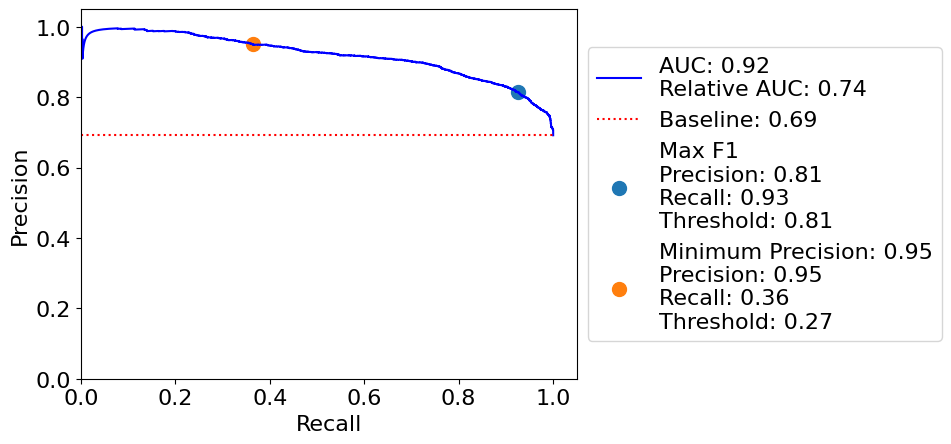 1.0
0.8
0.6
0.4
0.2
0.0
Precision
0.0 0.2 0.4 0.6 0.8 1.0
Recall
AUC: 0.92
Relative AUC: 0.74
Baseline: 0.69
Max F1
Precision: 0.81
Recall: 0.93
Threshold: 0.81
Minimum Precision: 0.95
Precision: 0.95
Recall: 0.36
Threshold: 0.27